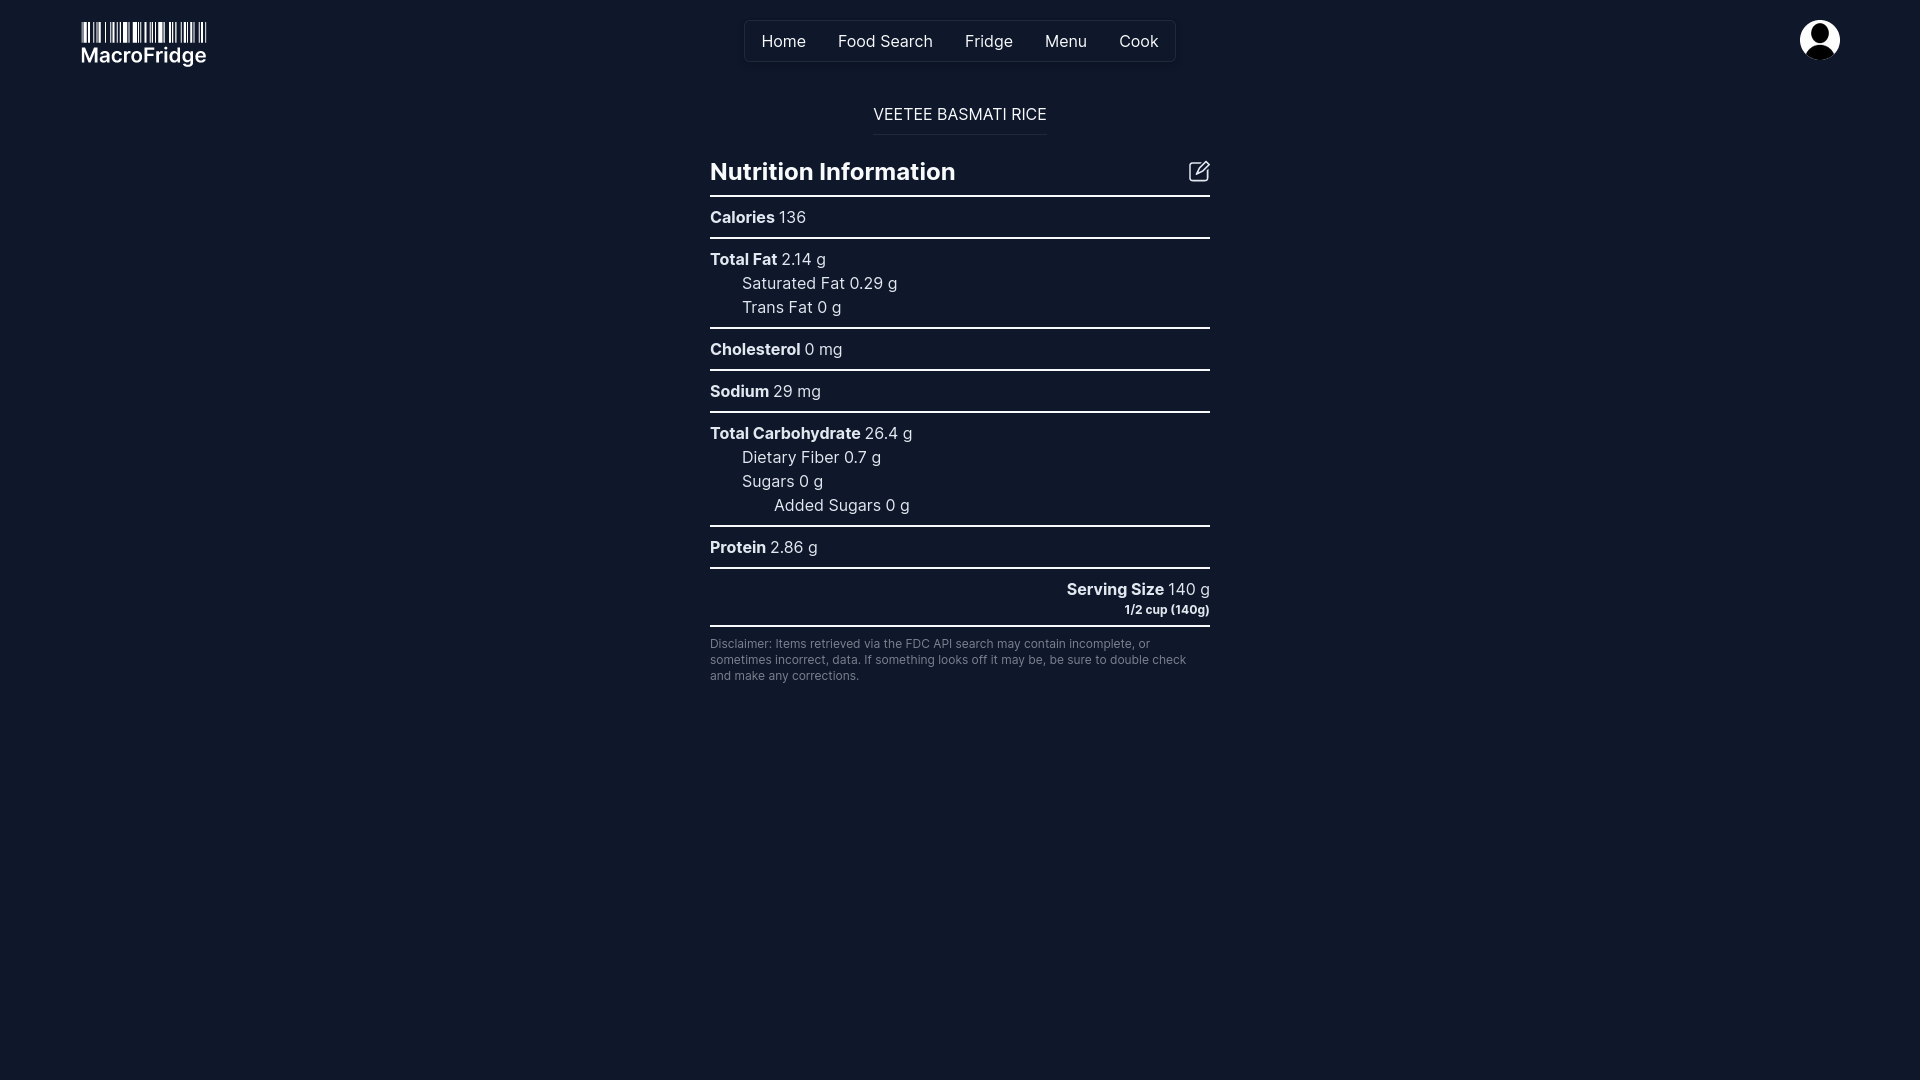 MacroFridge
Home
Food Search
Fridge
Menu
Cook
VEETEE BASMATI RICE
Nutrition Information
Calories 136
Total Fat 2.14 g
Saturated Fat 0.29 g
Trans Fat 0 g
Cholesterol 0 mg
Sodium 29 mg
Total Carbohydrate 26.4 g
Dietary Fiber 0.7 g
Sugars 0 g
Added Sugars 0 g
Protein 2.86 g
Serving Size 140 g
1/2 cup (140g)
Disclaimer: Items retrieved via the FDC API search may contain incomplete, or
sometimes incorrect, data. If something looks off it may be, be sure to double check
and make any corrections.